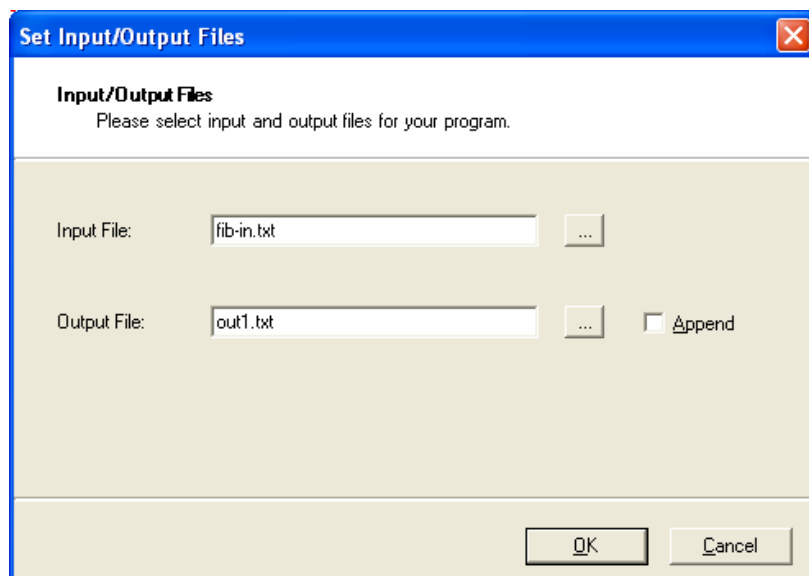 Set Input/Output Files
Input/Output Files
Please select input and output files for your program.
Input File:
fib-in.txt
...
Output File:
out1.txt
...
Append
OK
Cancel